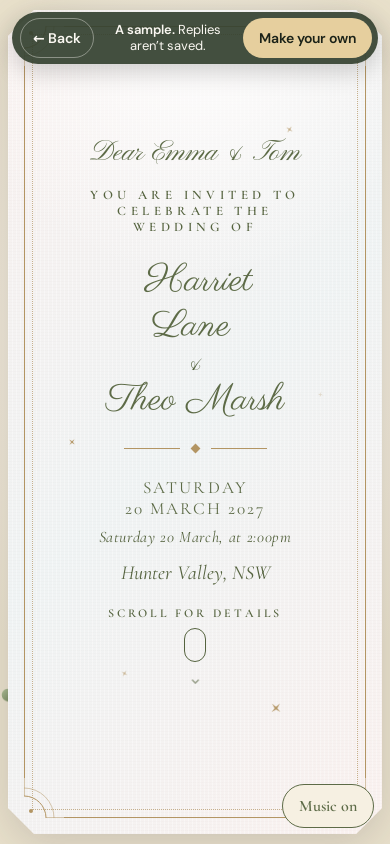 ← Back
A sample. Replies
aren't saved.
Make your own
Dear Emma & Tom
YOU ARE INVITED TO
CELEBRATE THE
WEDDING OF
Harriet
Lane
&
Theo Marsh
SATURDAY
20 MARCH 2027
Saturday 20 March, at 2:00pm
Hunter Valley, NSW
SCROLL FOR DETAILS
Music on